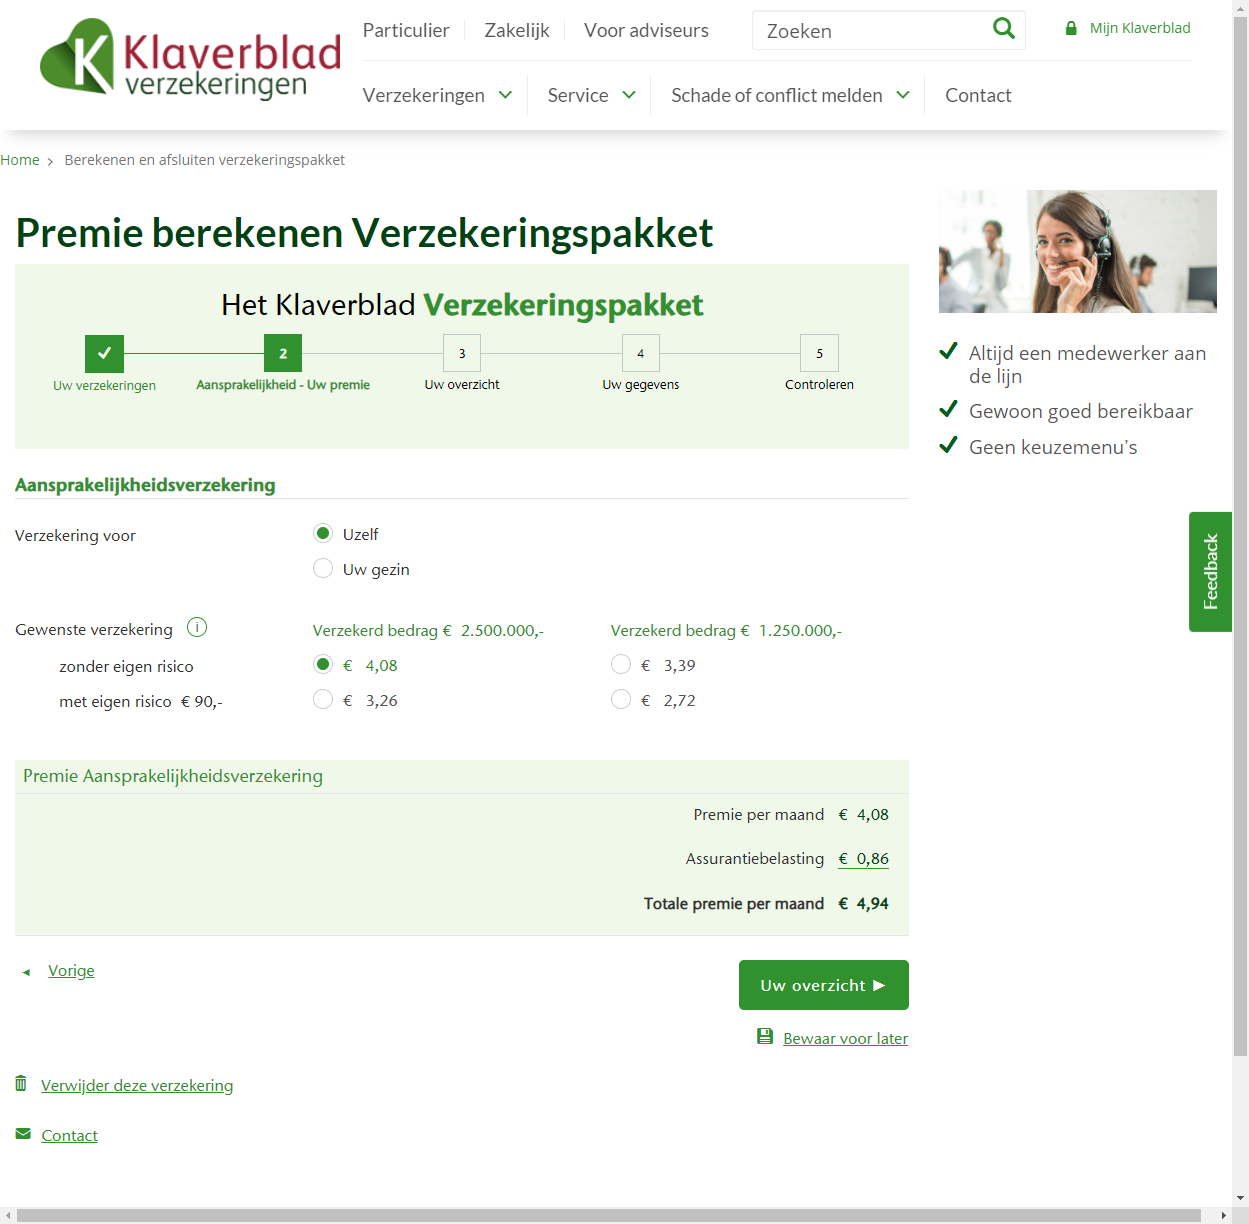 Klaverblad
verzekeringen
Particulier Zakelijk Voor adviseurs Zoeken Mijn Klaverblad
Verzekeringen Service Schade of conflict melden Contact
Home > Berekenen en afsluiten verzekeringspakket
Premie berekenen Verzekeringspakket
Het Klaverblad Verzekeringspakket
2 3 4 5
Uw verzekeringen Aansprakelijkheid - Uw premie Uw overzicht Uw gegevens Controleren
Altijd een medewerker aan
de lijn
Gewoon goed bereikbaar
Geen keuzemenu's
Feedback
Aansprakelijkheidsverzekering
Verzekering voor Uzelf
Uw gezin
Gewenste verzekering i Verzekerd bedrag € 2.500.000,- Verzekerd bedrag € 1.250.000,-
zonder eigen risico € 4,08 € 3,39
met eigen risico € 90,- € 3,26 € 2,72
Premie Aansprakelijkheidsverzekering
Premie per maand € 4,08
Assurantiebelasting € 0,86
Totale premie per maand € 4,94
Vorige
Uw overzicht
Bewaar voor later
Verwijder deze verzekering
Contact